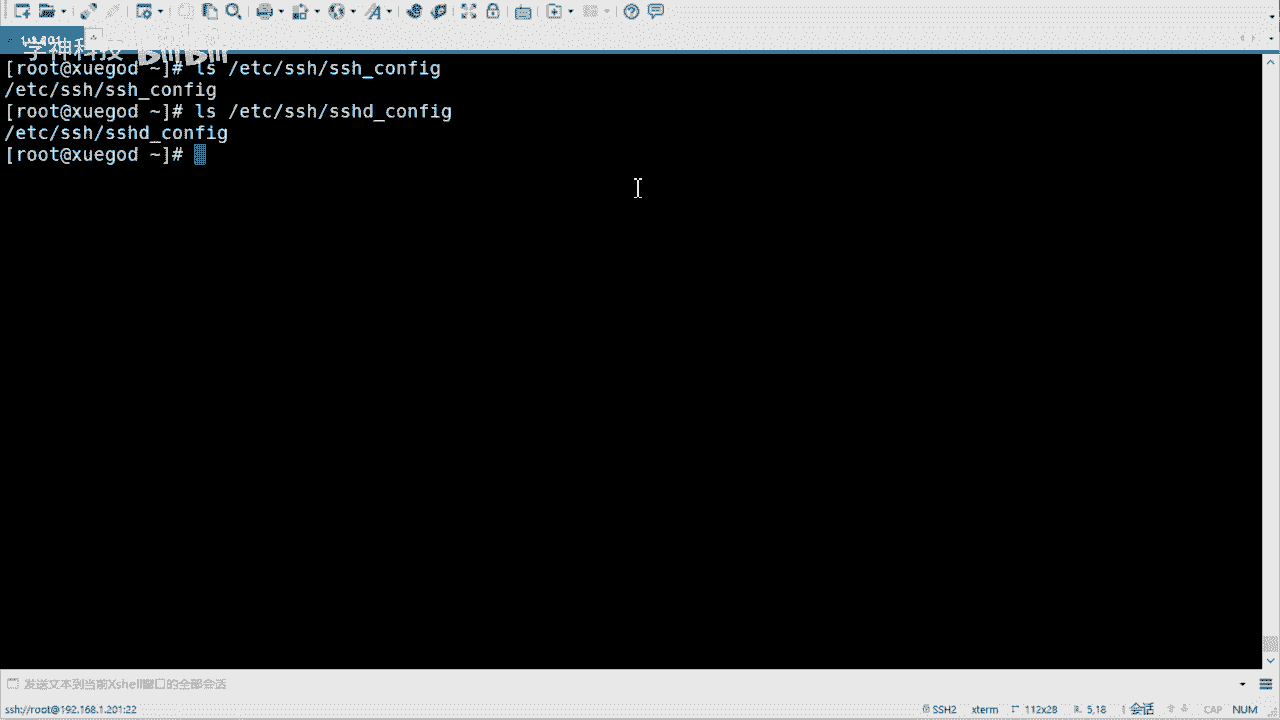 学神科技 bilibili
[root@xuegod ~]# ls /etc/ssh/ssh_config
/etc/ssh/ssh_config
[root@xuegod ~]# ls /etc/ssh/sshd_config
/etc/ssh/sshd_config
[root@xuegod ~]#
发送文本到当前Xshell窗口的全部会话
ssh://root@192.168.1.201:22
SSH2 xterm 112x28 5,18 1 会话 CAP NUM